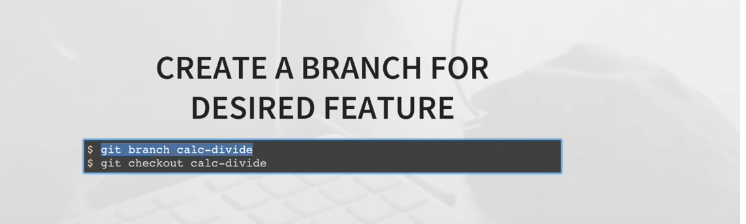 CREATE A BRANCH FOR
DESIRED FEATURE
$ git branch calc-divide
$ git checkout calc-divide